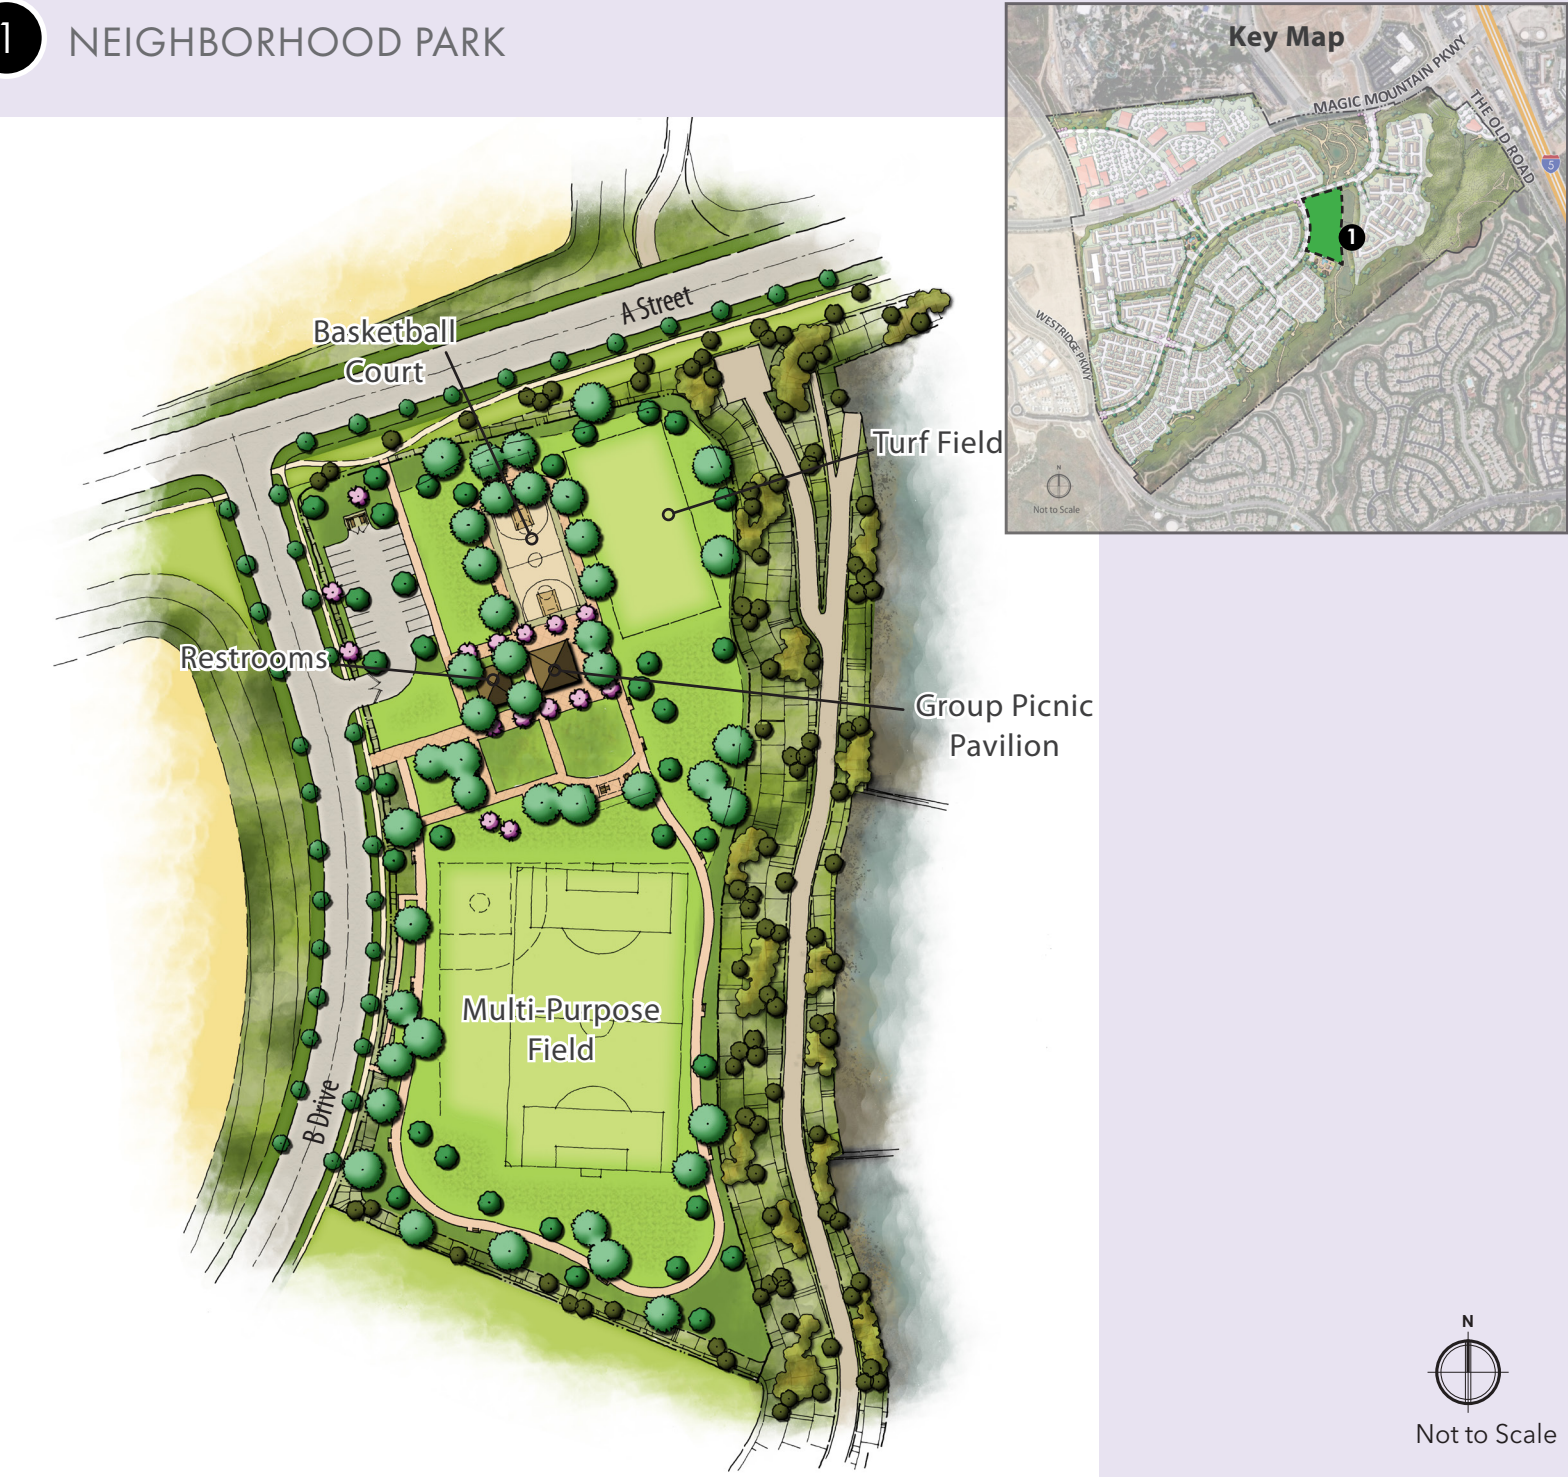 1 NEIGHBORHOOD PARK
Key Map
MAGIC MOUNTAIN PKWY
THE OLD ROAD
5
1
WESTRIDGE PKWY
N
Not to Scale
A Street
Basketball
Court
Turf Field
Restrooms
Group Picnic
Pavilion
Multi-Purpose
Field
B Drive
N
Not to Scale